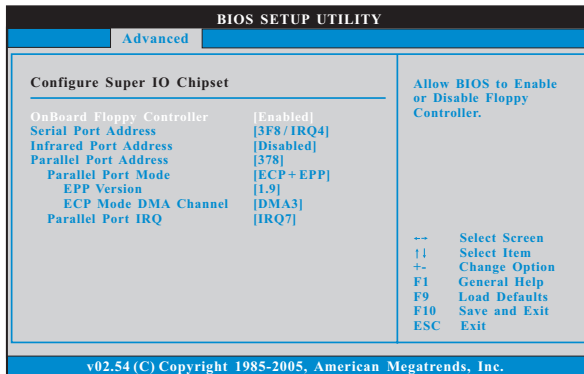 BIOS SETUP UTILITY
Advanced
Configure Super IO Chipset
OnBoard Floppy Controller [Enabled]
Serial Port Address [3F8 / IRQ4]
Infrared Port Address [Disabled]
Parallel Port Address [378]
Parallel Port Mode [ECP + EPP]
EPP Version [1.9]
ECP Mode DMA Channel [DMA3]
Parallel Port IRQ [IRQ7]
Allow BIOS to Enable
or Disable Floppy
Controller.
←→ Select Screen
↑↓ Select Item
+- Change Option
F1 General Help
F9 Load Defaults
F10 Save and Exit
ESC Exit
v02.54 (C) Copyright 1985-2005, American Megatrends, Inc.